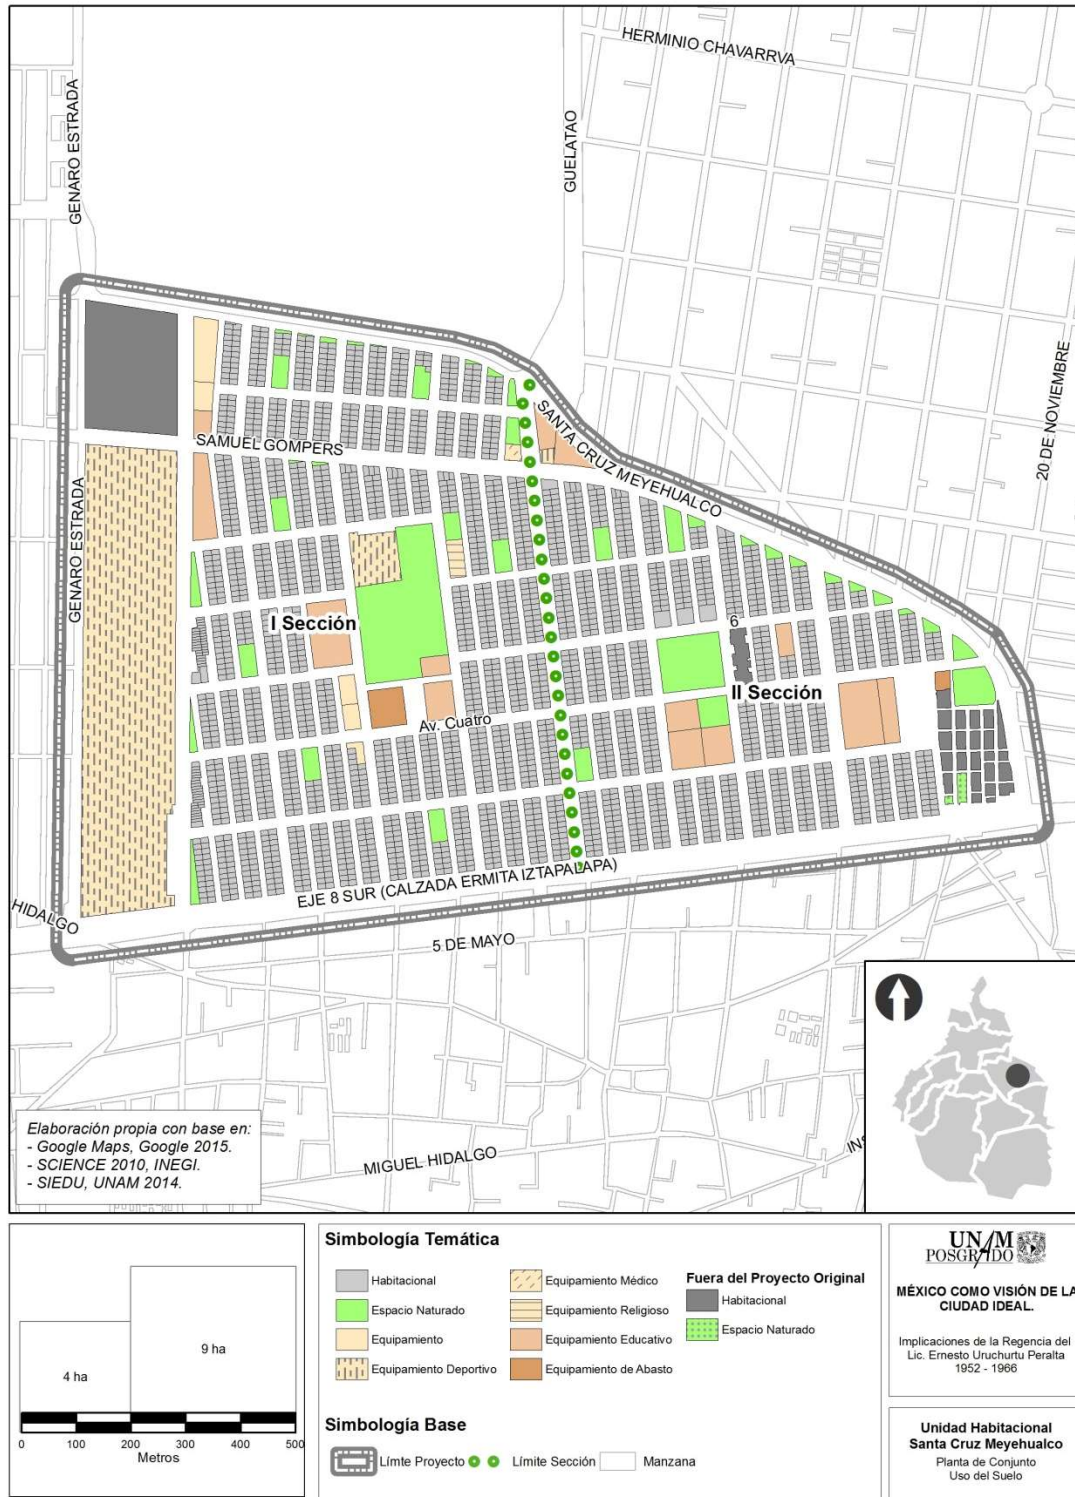 HERMINIO CHAVARRVA
GENARO ESTRADA
GUELATAO
20 DE NOVIEMBRE
SANTA CRUZ MEYEHUALCO
SAMUEL GOMPERS
GENARO ESTRADA
I Sección
6
II Sección
Av. Cuatro
EJE 8 SUR (CALZADA ERMITA IZTAPALAPA)
HIDALGO
5 DE MAYO
MIGUEL HIDALGO
INS
Elaboración propia con base en:
- Google Maps, Google 2015.
- SCIENCE 2010, INEGI.
- SIEDU, UNAM 2014.
4 ha
9 ha
0 100 200 300 400 500
Metros
Simbología Temática
Habitacional
Espacio Naturado
Equipamiento
Equipamiento Deportivo
Equipamiento Médico
Equipamiento Religioso
Equipamiento Educativo
Equipamiento de Abasto
Fuera del Proyecto Original
Habitacional
Espacio Naturado
Simbología Base
Límte Proyecto
Límite Sección
Manzana
UNAM
POSGRADO
MÉXICO COMO VISIÓN DE LA
CIUDAD IDEAL.
Implicaciones de la Regencia del
Lic. Ernesto Uruchurtu Peralta
1952 - 1966
Unidad Habitacional
Santa Cruz Meyehualco
Planta de Conjunto
Uso del Suelo